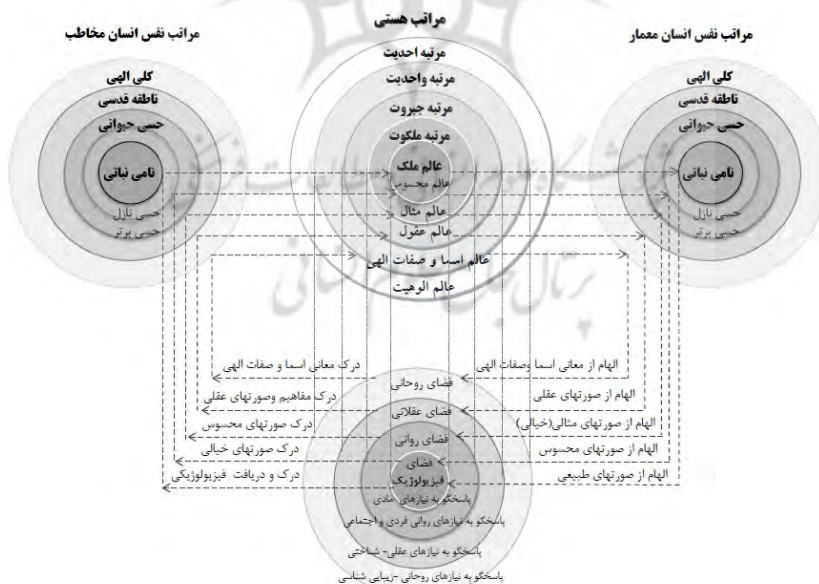 مراتب هستی
مراتب نفس انسان معمار
مراتب نفس انسان مخاطب
کلی الهی
ناطقه قدسی
حسی حیوانی
نامی نباتی
حسی نازل
حسی برتر
مرتبه احدیت
مرتبه واحدیت
مرتبه جبروت
مرتبه ملکوت
عالم ملک
عالم محسوس
عالم مثال
عالم عقول
عالم اسما و صفات الهی
عالم الوهیت
کلی الهی
ناطقه قدسی
حسی حیوانی
نامی نباتی
حسی نازل
حسی برتر
پرتال جامع علوم انسانی
الهام از معانی اسما وصفات الهی
الهام از صورتهای عقلی
الهام از صورتهای مثالی(خیالی)
الهام از صورتهای محسوس
الهام از صورتهای طبیعی
فضای روحانی
فضای عقلانی
فضای روانی
فضای
فیزیولوژیک
پاسخگو به نیازهای مادی
پاسخگو به نیازهای روانی فردی و اجتماعی
پاسخگو به نیازهای عقلی- شناختی
پاسخگو به نیازهای روحانی -زیبایی شناسی
درک معانی اسما و صفات الهی
درک مفاهیم وصورتهای عقلی
درک صورتهای محسوس
درک صورتهای خیالی
درک و دریافت فیزیولوژیکی